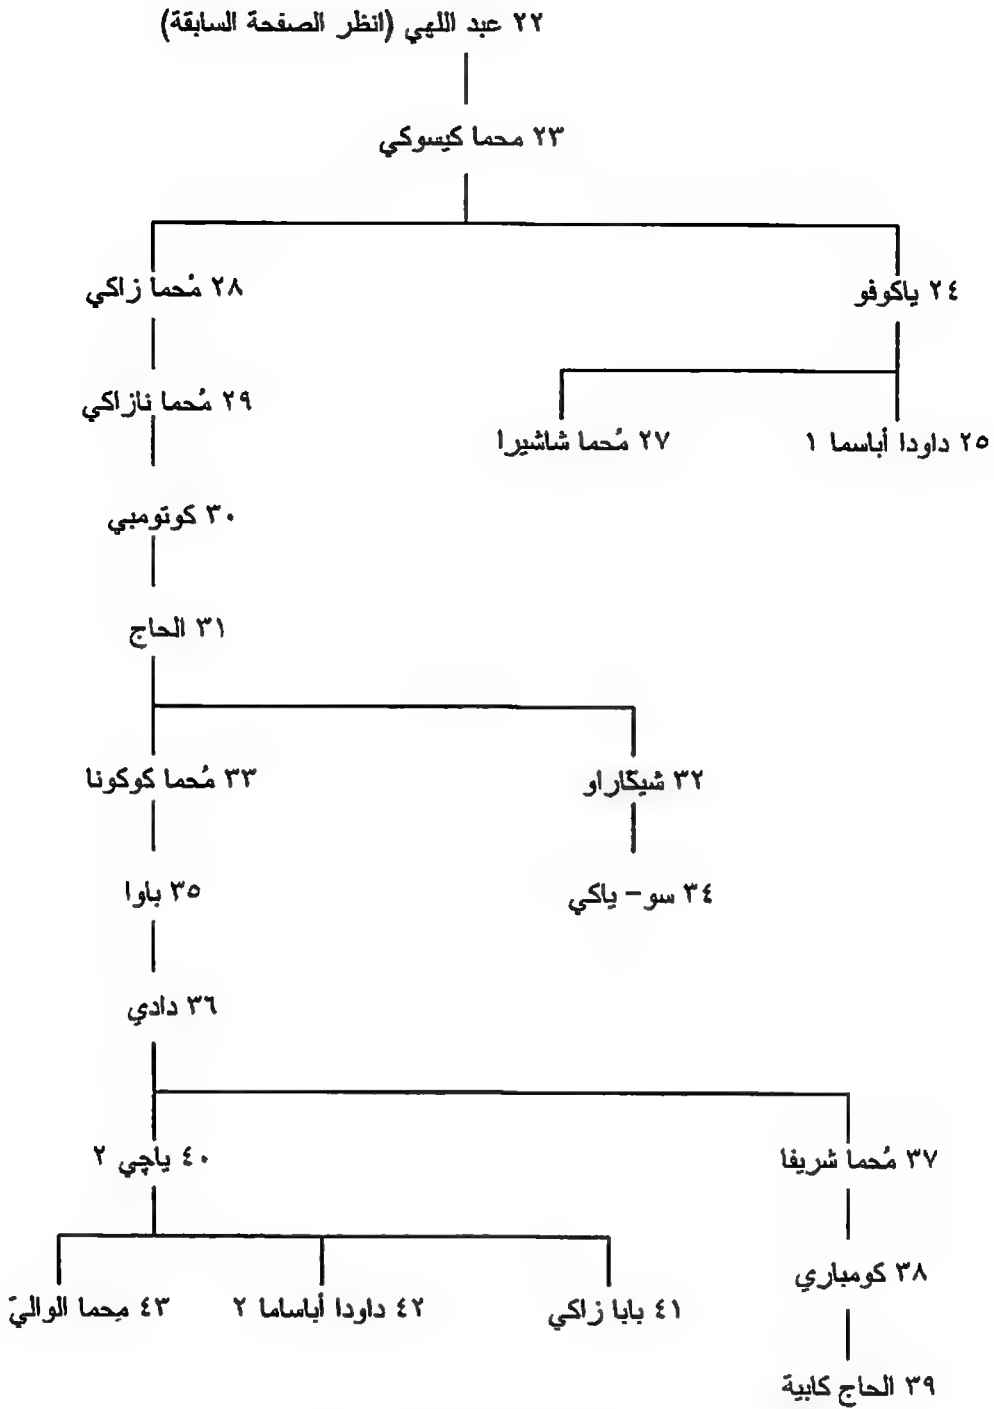 ٢٢ عبد اللهي (انظر الصفحة السابقة)
٢٣ محما كيسوكي
٢٤ ياكوفو
٢٨ مُحما زاكي
٢٩ مُحما نازاكي
٢٥ داودا أباسما ١
٢٧ مُحما شاشيرا
٣٠ كوتومبي
٣١ الحاج
٣٢ شيكّاراو
٣٣ مُحما كوكونا
٣٤ سو- ياكي
٣٥ باوا
٣٦ دادي
٣٧ مُحما شريفا
٤٠ ياچي ٢
٣٨ كومباري
٤١ بابا زاكي
٤٢ داودا أباساما ٢
٤٣ مِحما الواليّ
٣٩ الحاج كابية